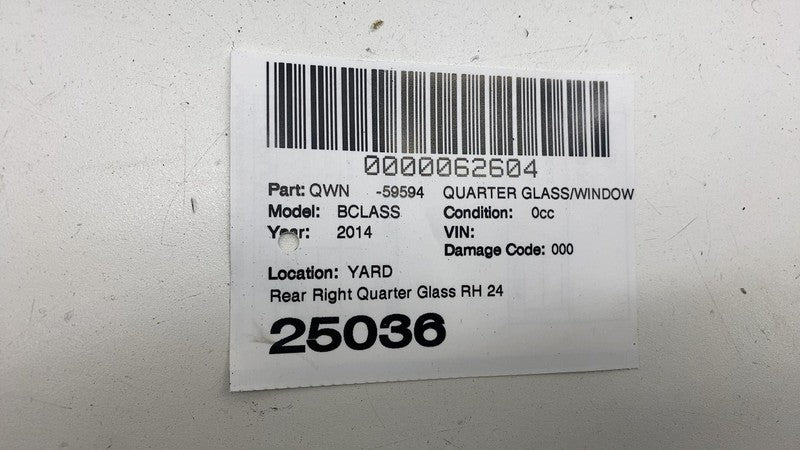 0000062604
Part: QWN -59594 QUARTER GLASS/WINDOW
Model: BCLASS Condition: 0cc
Year: 2014 VIN:
Damage Code: 000
Location: YARD
Rear Right Quarter Glass RH 24
25036